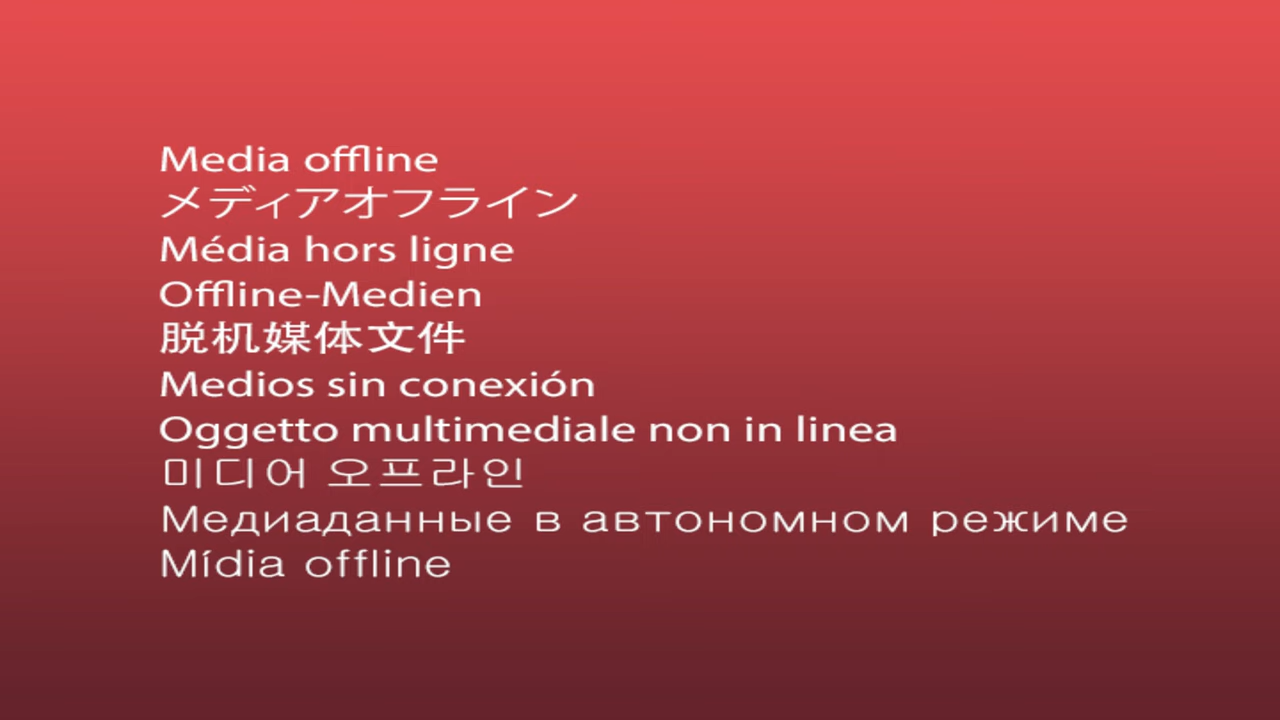 Media offline
メディアオフライン
Média hors ligne
Offline-Medien
脱机媒体文件
Medios sin conexión
Oggetto multimediale non in linea
미디어 오프라인
Медиаданные в автономном режиме
Mídia offline